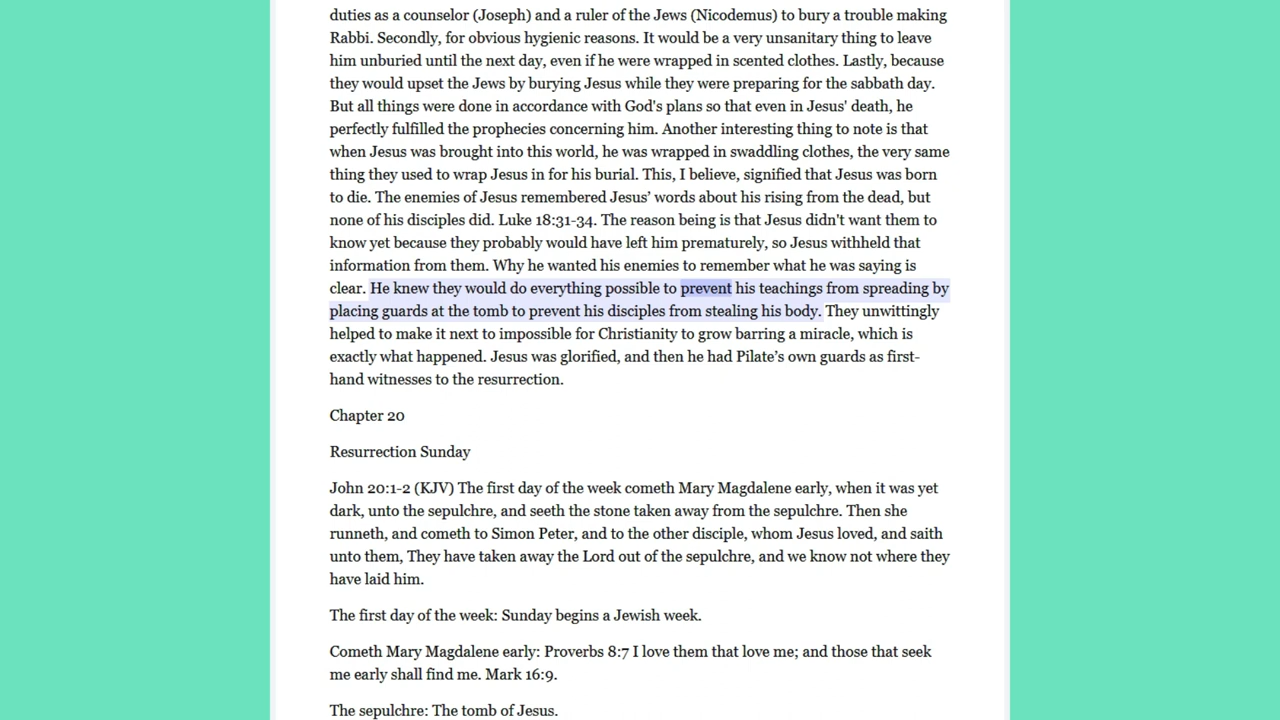 duties as a counselor (Joseph) and a ruler of the Jews (Nicodemus) to bury a trouble making
Rabbi. Secondly, for obvious hygienic reasons. It would be a very unsanitary thing to leave
him unburied until the next day, even if he were wrapped in scented clothes. Lastly, because
they would upset the Jews by burying Jesus while they were preparing for the sabbath day.
But all things were done in accordance with God's plans so that even in Jesus' death, he
perfectly fulfilled the prophecies concerning him. Another interesting thing to note is that
when Jesus was brought into this world, he was wrapped in swaddling clothes, the very same
thing they used to wrap Jesus in for his burial. This, I believe, signified that Jesus was born
to die. The enemies of Jesus remembered Jesus’ words about his rising from the dead, but
none of his disciples did. Luke 18:31-34. The reason being is that Jesus didn't want them to
know yet because they probably would have left him prematurely, so Jesus withheld that
information from them. Why he wanted his enemies to remember what he was saying is
clear. He knew they would do everything possible to prevent his teachings from spreading by
placing guards at the tomb to prevent his disciples from stealing his body. They unwittingly
helped to make it next to impossible for Christianity to grow barring a miracle, which is
exactly what happened. Jesus was glorified, and then he had Pilate’s own guards as first-
hand witnesses to the resurrection.
Chapter 20
Resurrection Sunday
John 20:1-2 (KJV) The first day of the week cometh Mary Magdalene early, when it was yet
dark, unto the sepulchre, and seeth the stone taken away from the sepulchre. Then she
runneth, and cometh to Simon Peter, and to the other disciple, whom Jesus loved, and saith
unto them, They have taken away the Lord out of the sepulchre, and we know not where they
have laid him.
The first day of the week: Sunday begins a Jewish week.
Cometh Mary Magdalene early: Proverbs 8:7 I love them that love me; and those that seek
me early shall find me. Mark 16:9.
The sepulchre: The tomb of Jesus.